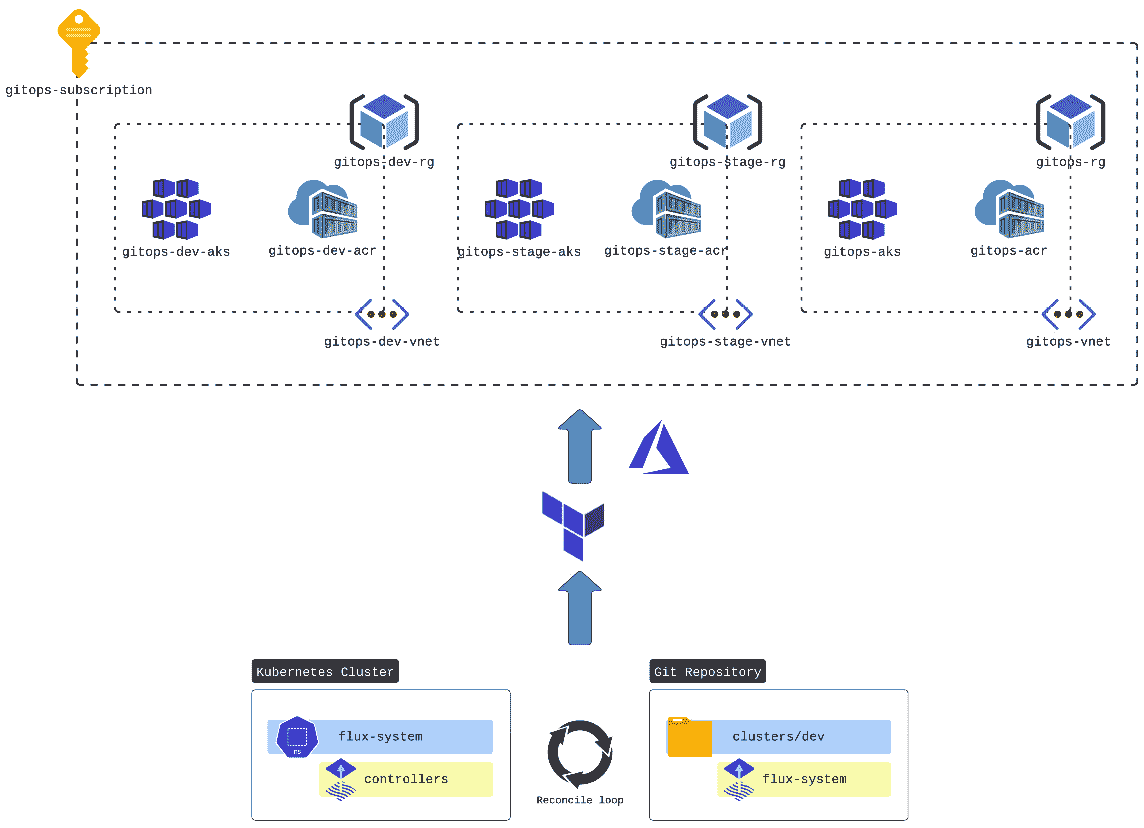 gitops-subscription
gitops-dev-rg
gitops-stage-rg
gitops-rg
gitops-dev-aks
gitops-dev-acr
gitops-stage-aks
gitops-stage-acr
gitops-aks
gitops-acr
gitops-dev-vnet
gitops-stage-vnet
gitops-vnet
Kubernetes Cluster
Git Repository
flux-system
ns
controllers
Reconcile loop
clusters/dev
flux-system